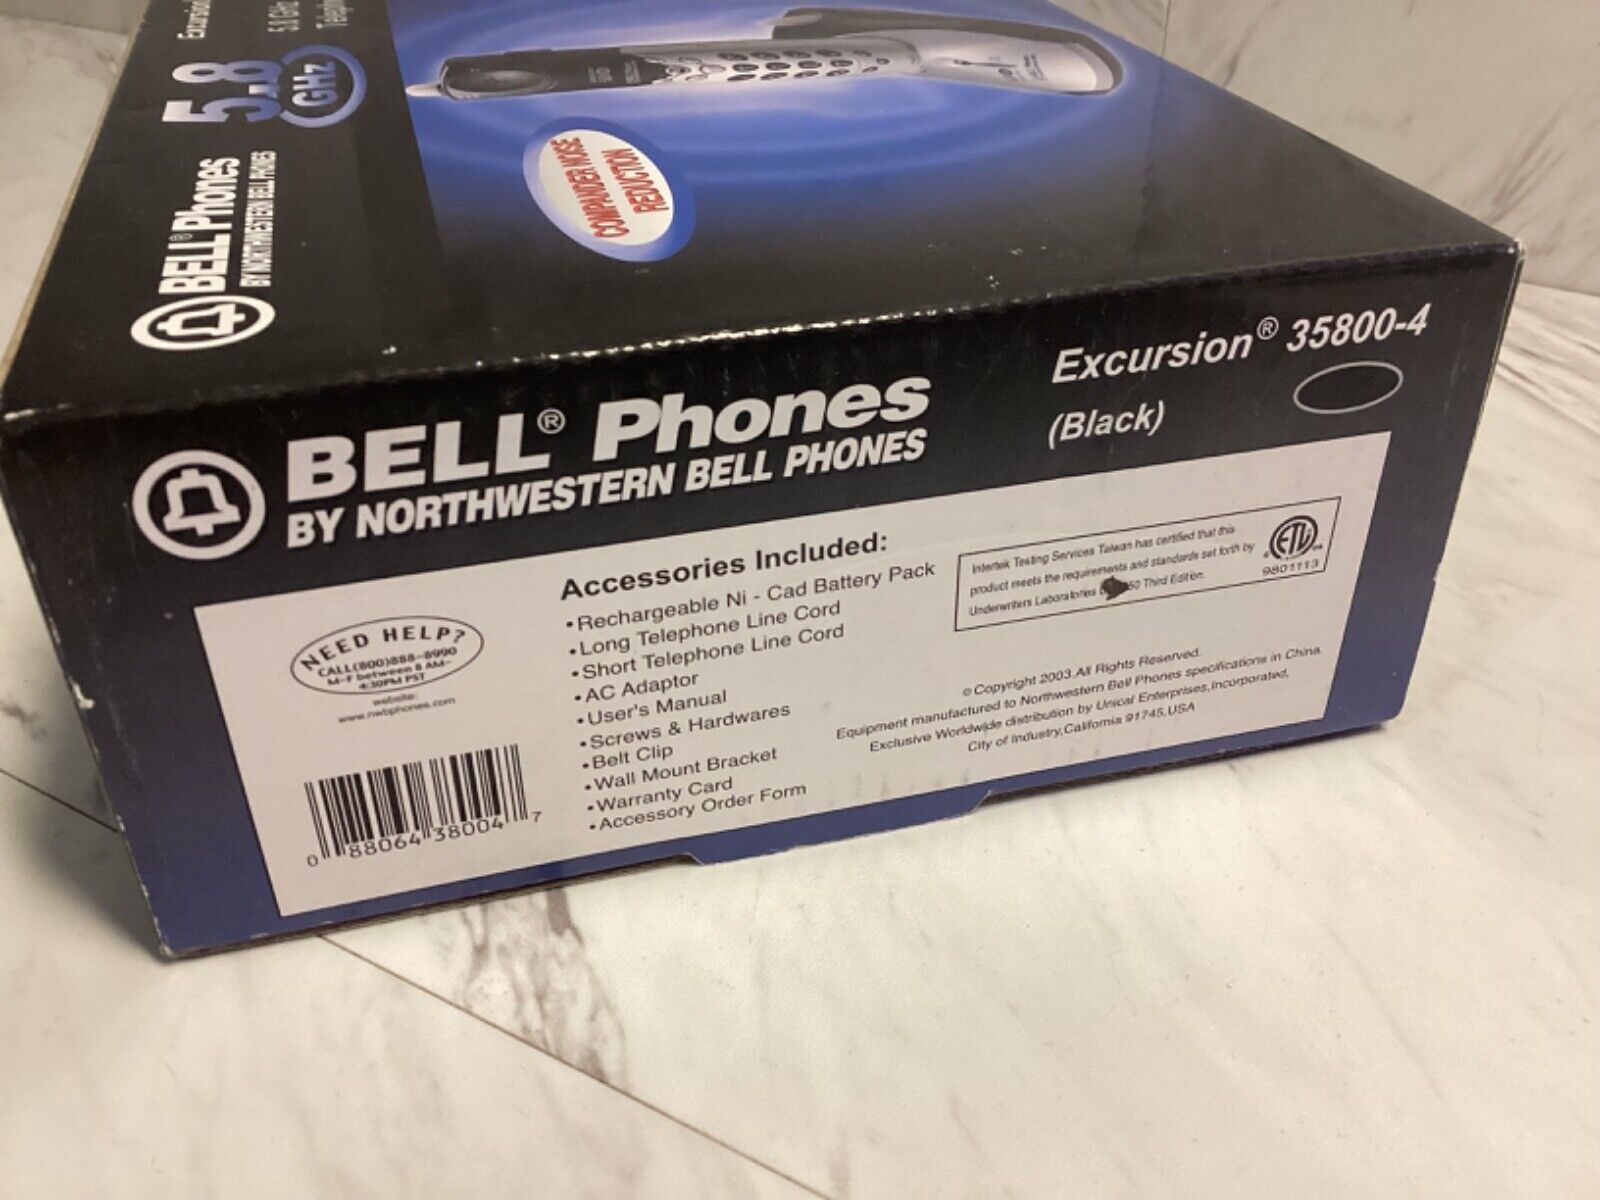 5.8
GHz
5.8 GHz
BELL® Phones
BY NORTHWESTERN BELL PHONES
COMPANDER NOISE
REDUCTION
BELL® Phones
BY NORTHWESTERN BELL PHONES
Excursion® 35800-4
(Black)
NEED HELP?
CALL(800)888-8990
M-F between 8 AM-
4:30PM PST
website:
www.nwbphones.com
0 88064 38004 7
Accessories Included:
•Rechargeable Ni - Cad Battery Pack
•Long Telephone Line Cord
•Short Telephone Line Cord
•AC Adaptor
•User's Manual
•Screws & Hardwares
•Belt Clip
•Wall Mount Bracket
•Warranty Card
•Accessory Order Form
Intertek Testing Services Taiwan has certified that this
product meets the requirements and standards set forth by
Underwriters Laboratories 50 Third Edition.
ETL
9801113
© Copyright 2003.All Rights Reserved.
Equipment manufactured to Northwestern Bell Phones specifications in China.
Exclusive Worldwide distribution by Unical Enterprises,Incorporated,
City of Industry,California 91745,USA